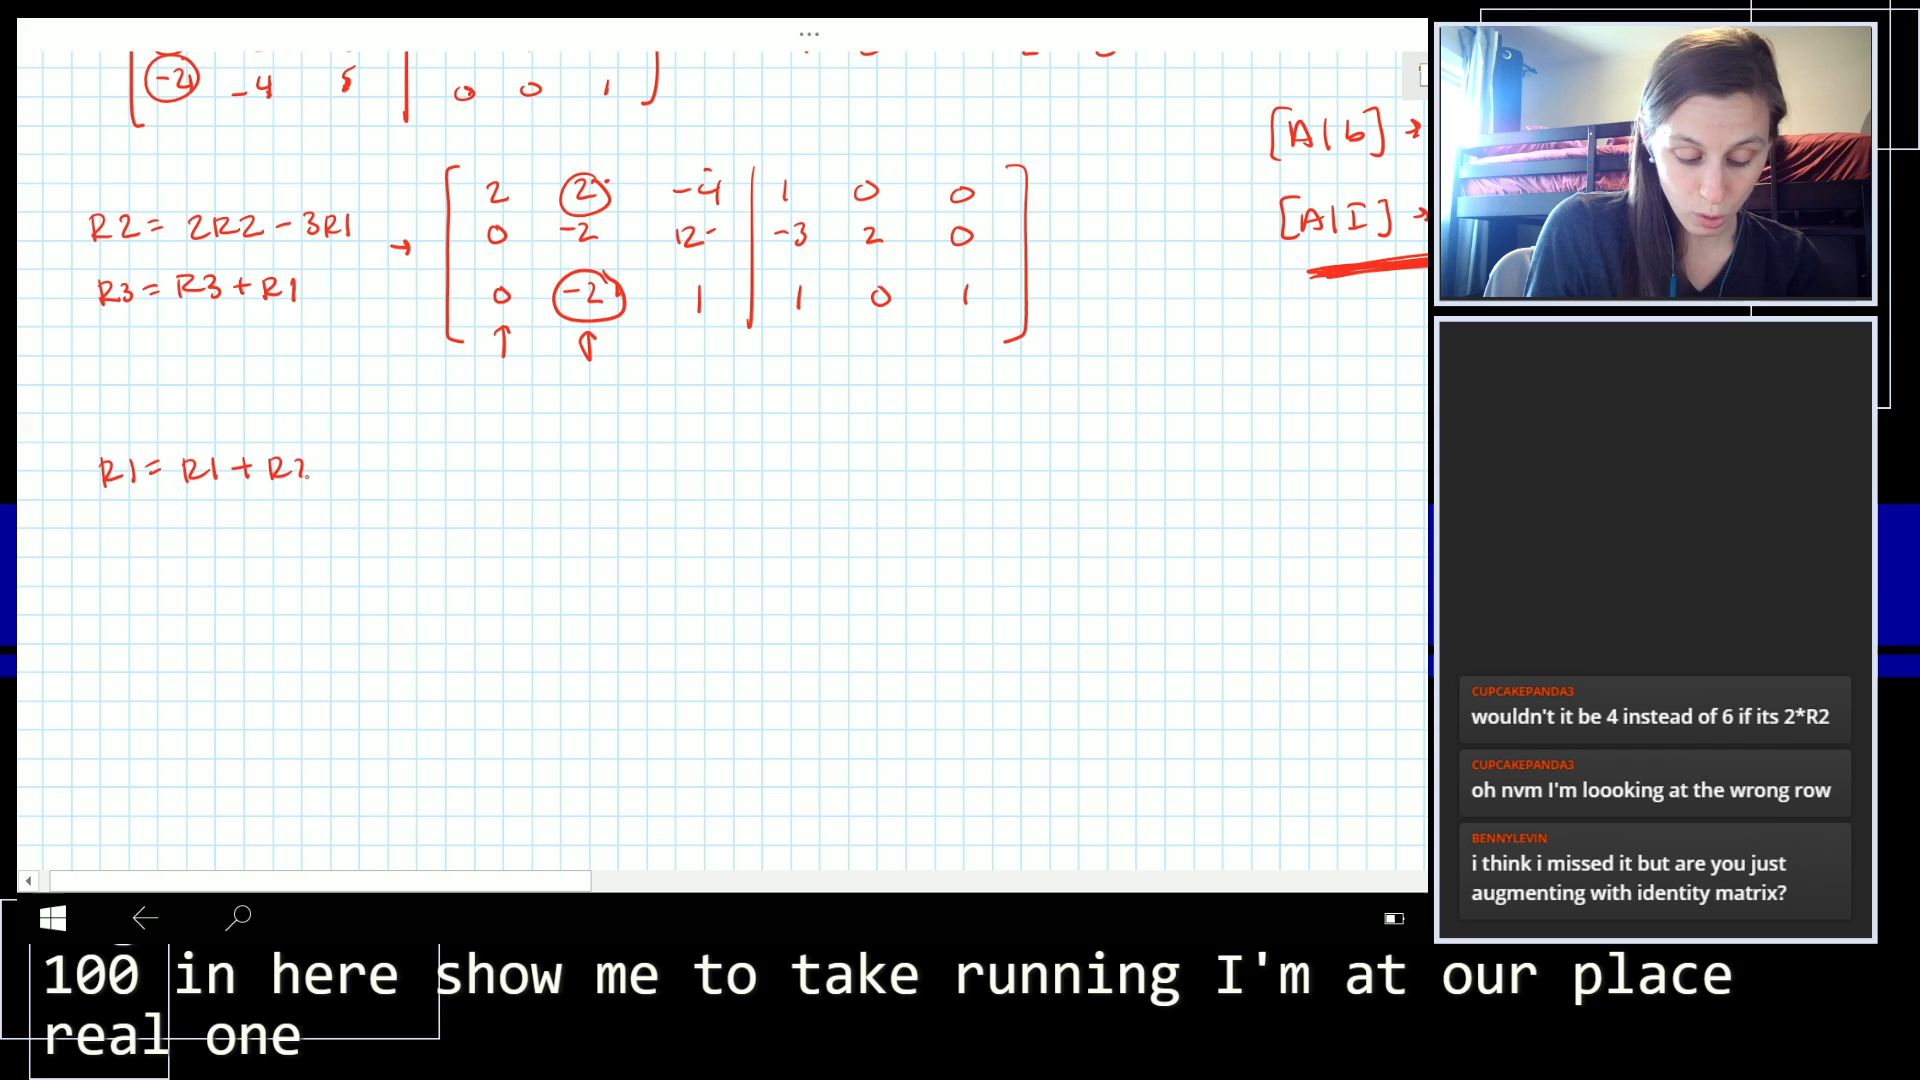 -2 -4 5 | 0 0 1
[A|b] →
2 2 -4 | 1 0 0
R2 = 2R2 - 3R1
→
0 -2 12 | -3 2 0
[A|I] →
R3 = R3 + R1
0 -2 1 | 1 0 1
↑ ↑
R1 = R1 + R2
CUPCAKEPANDA3
wouldn't it be 4 instead of 6 if its 2*R2
CUPCAKEPANDA3
oh nvm I'm loooking at the wrong row
BENNYLEVIN
i think i missed it but are you just
augmenting with identity matrix?
100 in here show me to take running I'm at our place
real one